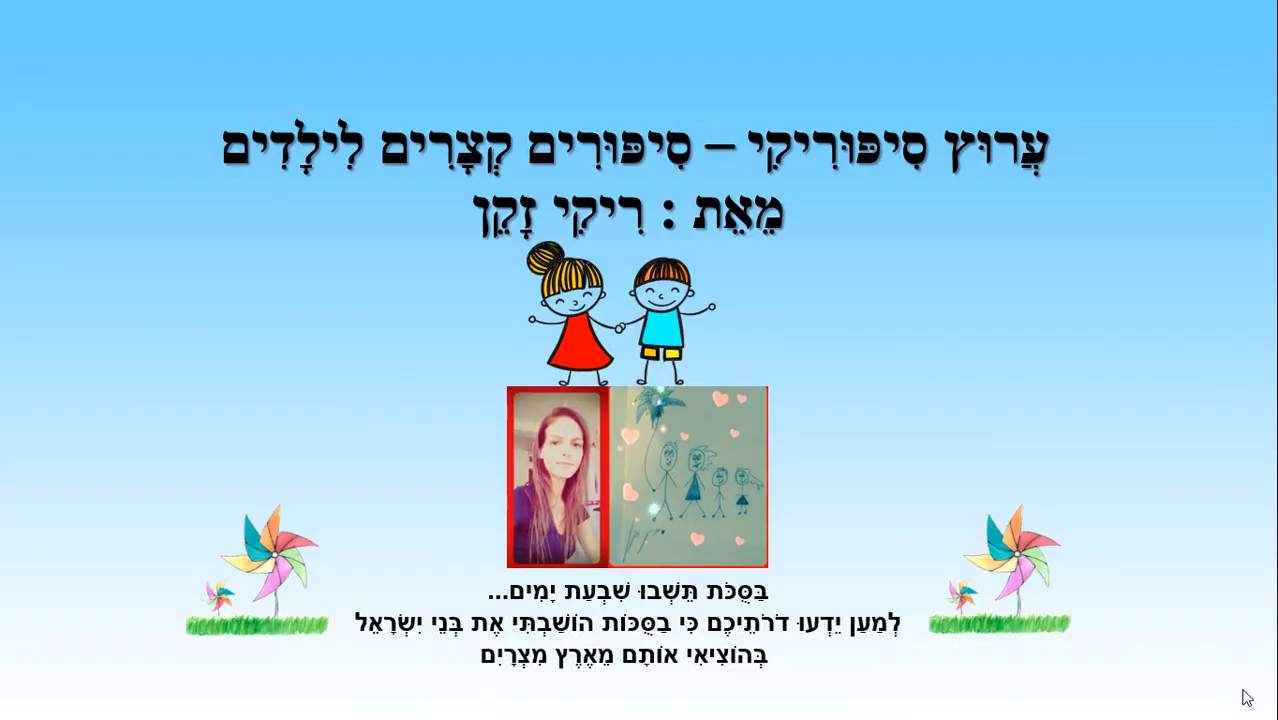 עֲרוּץ סִיפּוּרִיקִי – סִיפּוּרִים קְצָרִים לִילָדִים
מֵאֵת : רִיקִי זָקֵן
בַּסֻּכֹּת תֵּשְׁבוּ שִׁבְעַת יָמִים...
לְמַעַן יֵדְעוּ דֹרֹתֵיכֶם כִּי בַסֻּכּוֹת הוֹשַׁבְתִּי אֶת בְּנֵי יִשְׂרָאֵל
בְּהוֹצִיאִי אוֹתָם מֵאֶרֶץ מִצְרָיִם